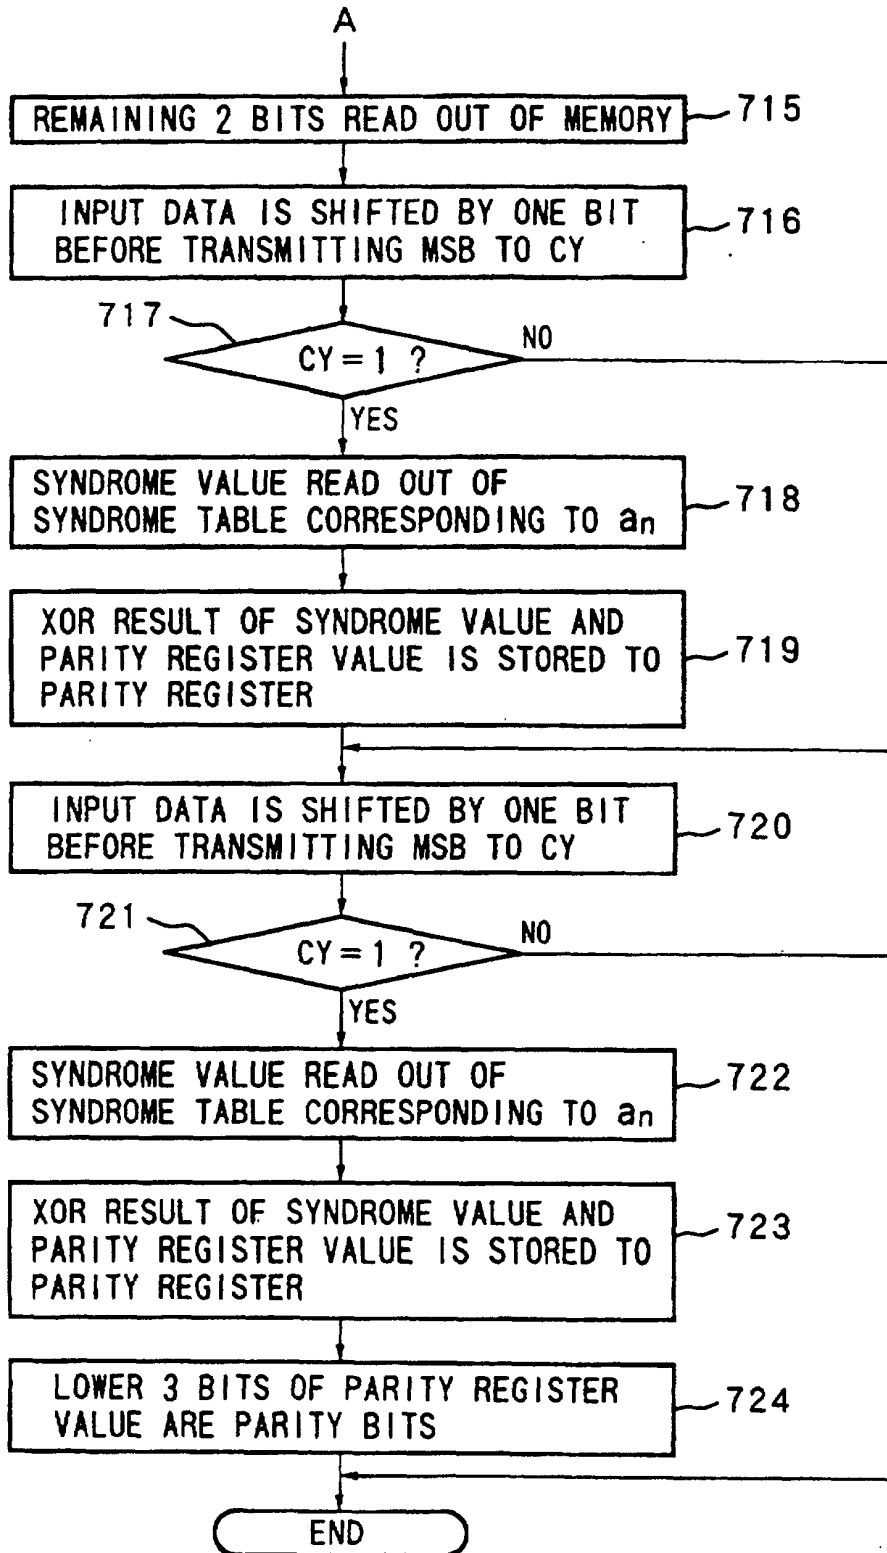 A
REMAINING 2 BITS READ OUT OF MEMORY
715
INPUT DATA IS SHIFTED BY ONE BIT
BEFORE TRANSMITTING MSB TO CY
716
717
CY = 1 ?
NO
YES
SYNDROME VALUE READ OUT OF
SYNDROME TABLE CORRESPONDING TO an
718
XOR RESULT OF SYNDROME VALUE AND
PARITY REGISTER VALUE IS STORED TO
PARITY REGISTER
719
INPUT DATA IS SHIFTED BY ONE BIT
BEFORE TRANSMITTING MSB TO CY
720
721
CY = 1 ?
NO
YES
SYNDROME VALUE READ OUT OF
SYNDROME TABLE CORRESPONDING TO an
722
XOR RESULT OF SYNDROME VALUE AND
PARITY REGISTER VALUE IS STORED TO
PARITY REGISTER
723
LOWER 3 BITS OF PARITY REGISTER
VALUE ARE PARITY BITS
724
END